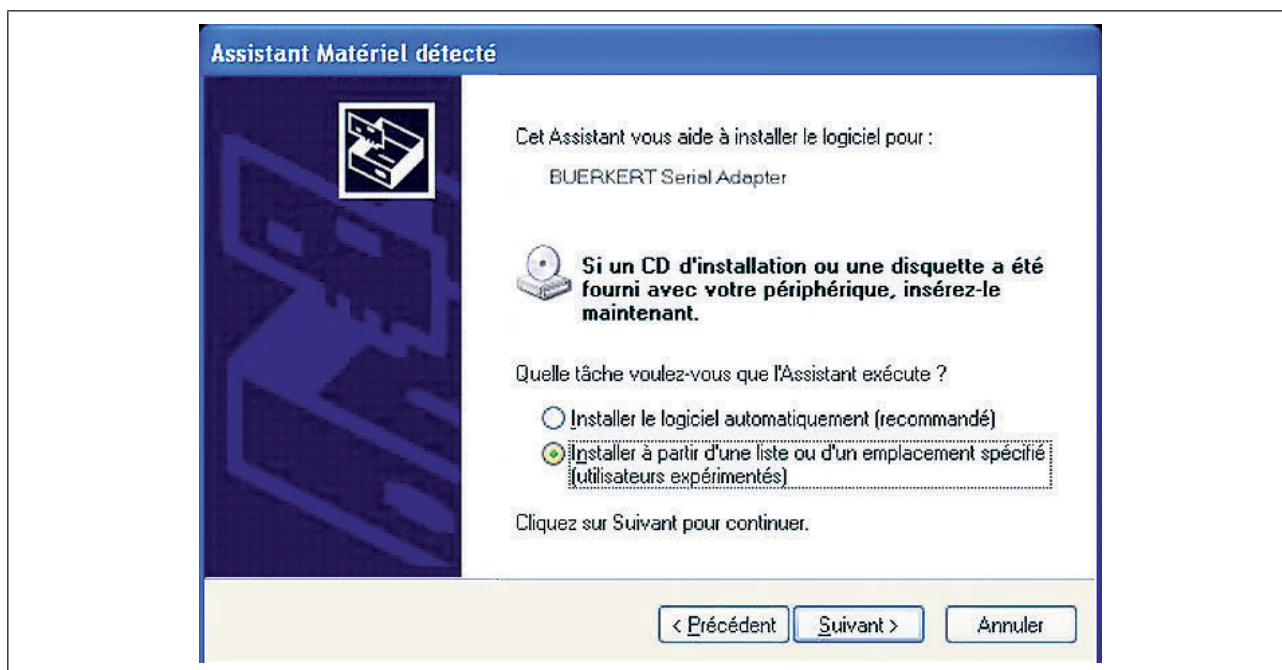 Assistant Matériel détecté
Cet Assistant vous aide à installer le logiciel pour :
BUERKERT Serial Adapter
Si un CD d'installation ou une disquette a été
fourni avec votre périphérique, insérez-le
maintenant.
Quelle tâche voulez-vous que l'Assistant exécute ?
Installer le logiciel automatiquement (recommandé)
Installer à partir d'une liste ou d'un emplacement spécifié
(utilisateurs expérimentés)
Cliquez sur Suivant pour continuer.
< Précédent Suivant > Annuler